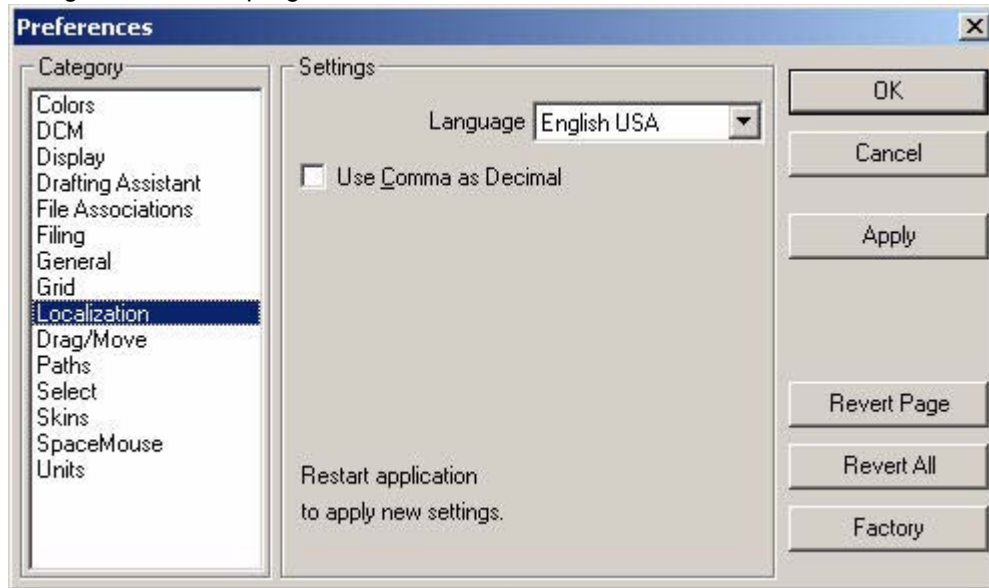 Preferences
Category
Colors
DCM
Display
Drafting Assistant
File Associations
Filing
General
Grid
Localization
Drag/Move
Paths
Select
Skins
SpaceMouse
Units
Settings
Language English USA
Use Comma as Decimal
Restart application
to apply new settings.
OK
Cancel
Apply
Revert Page
Revert All
Factory